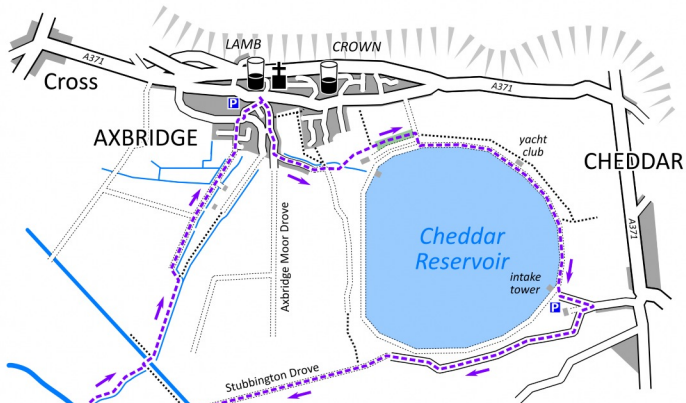 LAMB
CROWN
A371
Cross
A371
P
AXBRIDGE
yacht
club
CHEDDAR
Cheddar
Reservoir
A371
Axbridge Moor Drove
intake
tower
P
Stubbington Drove